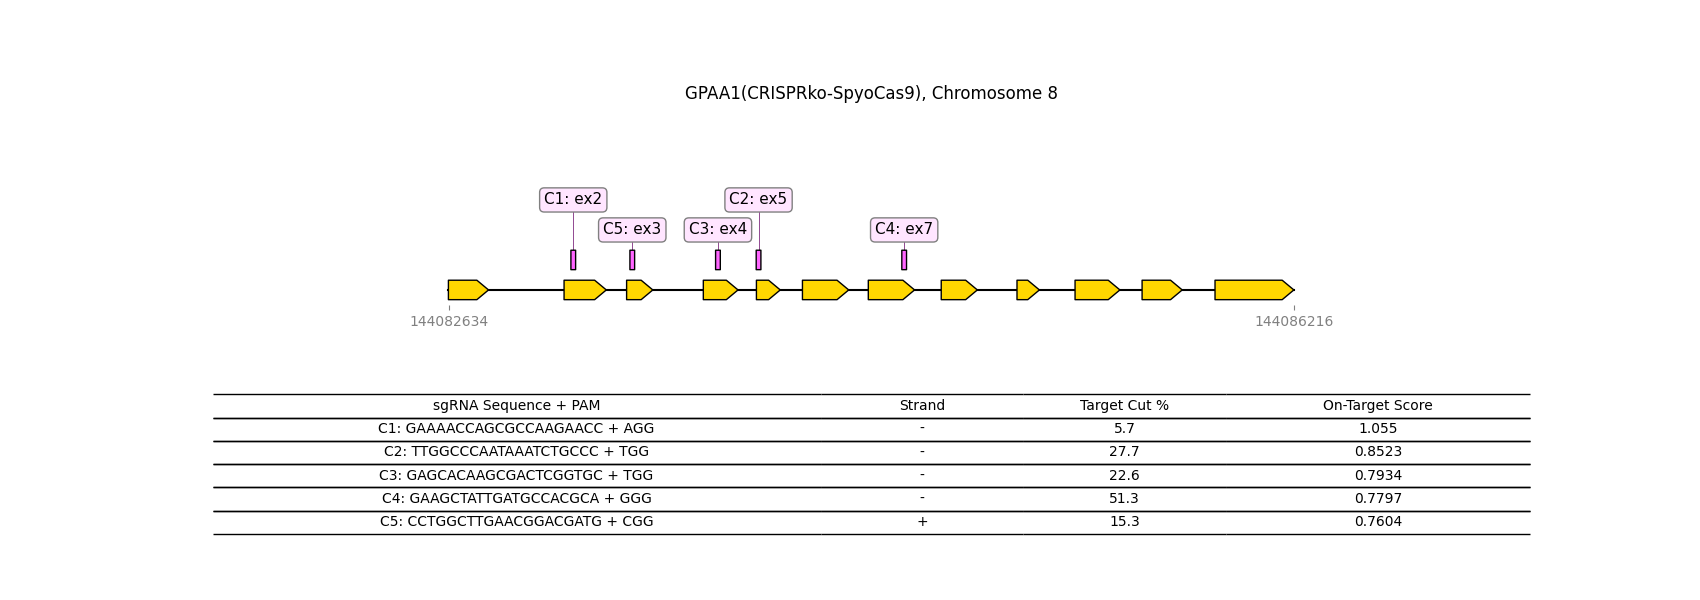 GPAA1(CRISPRko-SpyoCas9), Chromosome 8
C1: ex2
C2: ex5
C5: ex3
C3: ex4
C4: ex7
144082634
144086216
sgRNA Sequence + PAM Strand Target Cut % On-Target Score
C1: GAAAACCAGCGCCAAGAACC + AGG - 5.7 1.055
C2: TTGGCCCAATAAATCTGCCC + TGG - 27.7 0.8523
C3: GAGCACAAGCGACTCGGTGC + TGG - 22.6 0.7934
C4: GAAGCTATTGATGCCACGCA + GGG - 51.3 0.7797
C5: CCTGGCTTGAACGGACGATG + CGG + 15.3 0.7604